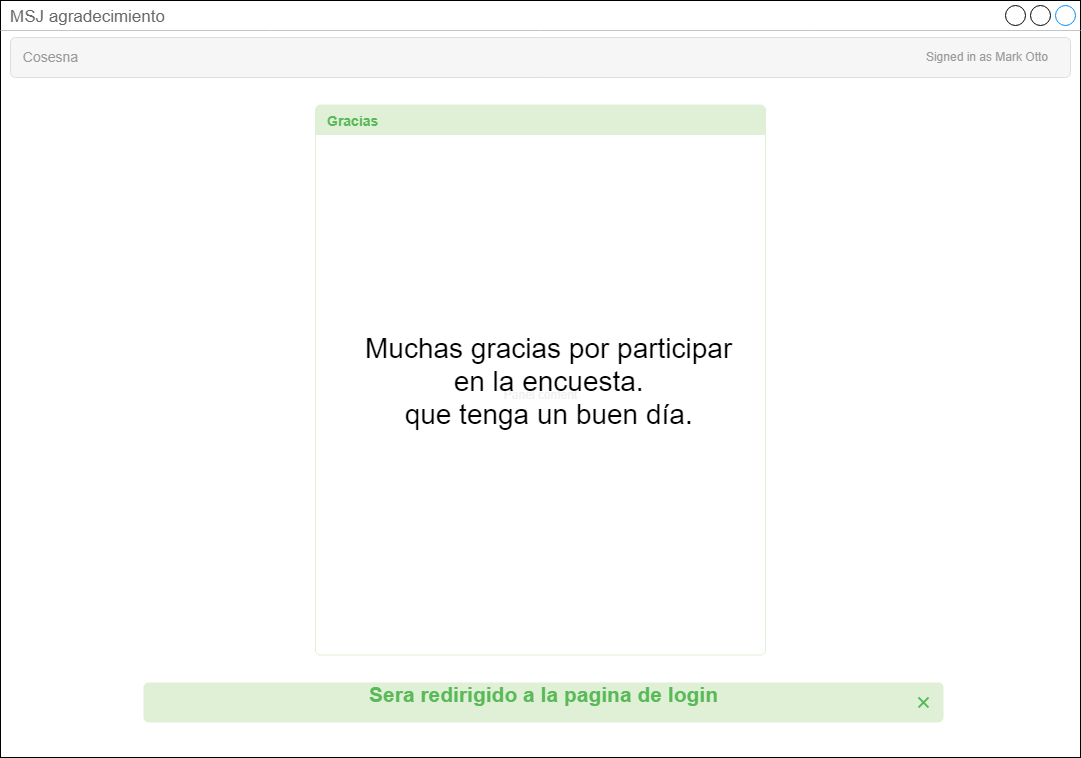 MSJ agradecimiento
Cosesna
Signed in as Mark Otto
Gracias
Muchas gracias por participar
en la encuesta.
Panel content
que tenga un buen día.
Sera redirigido a la pagina de login